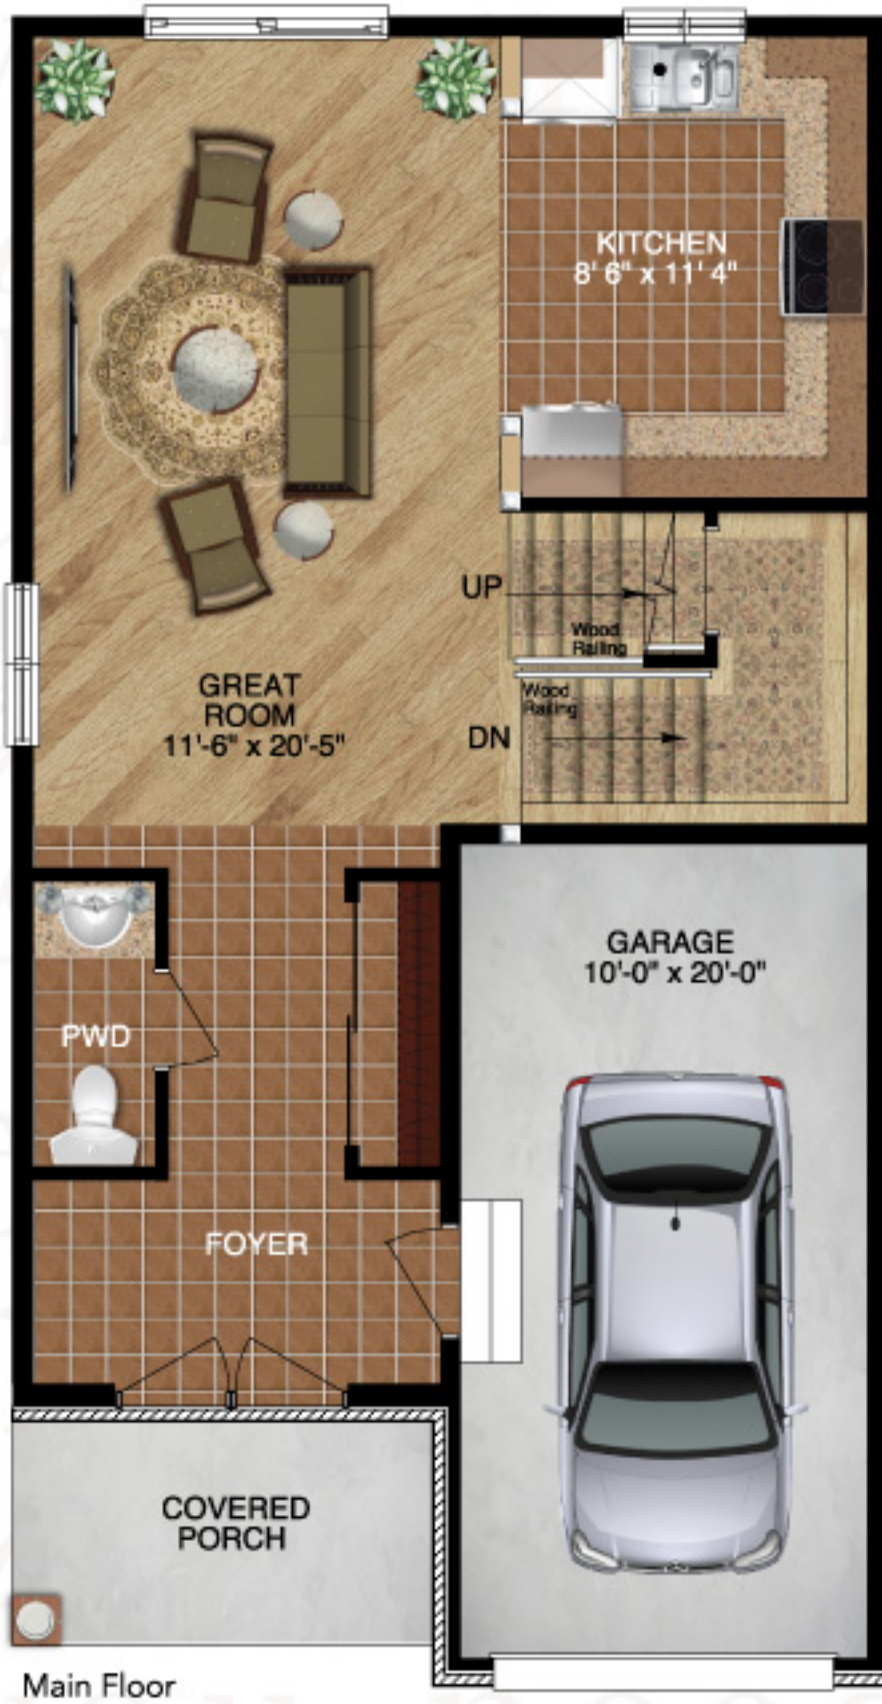 KITCHEN
8' 6" x 11' 4"
UP
Wood
Railing
Wood
Railing
GREAT
ROOM
11'-6" x 20'-5"
DN
GARAGE
10'-0" x 20'-0"
PWD
FOYER
COVERED
PORCH
Main Floor